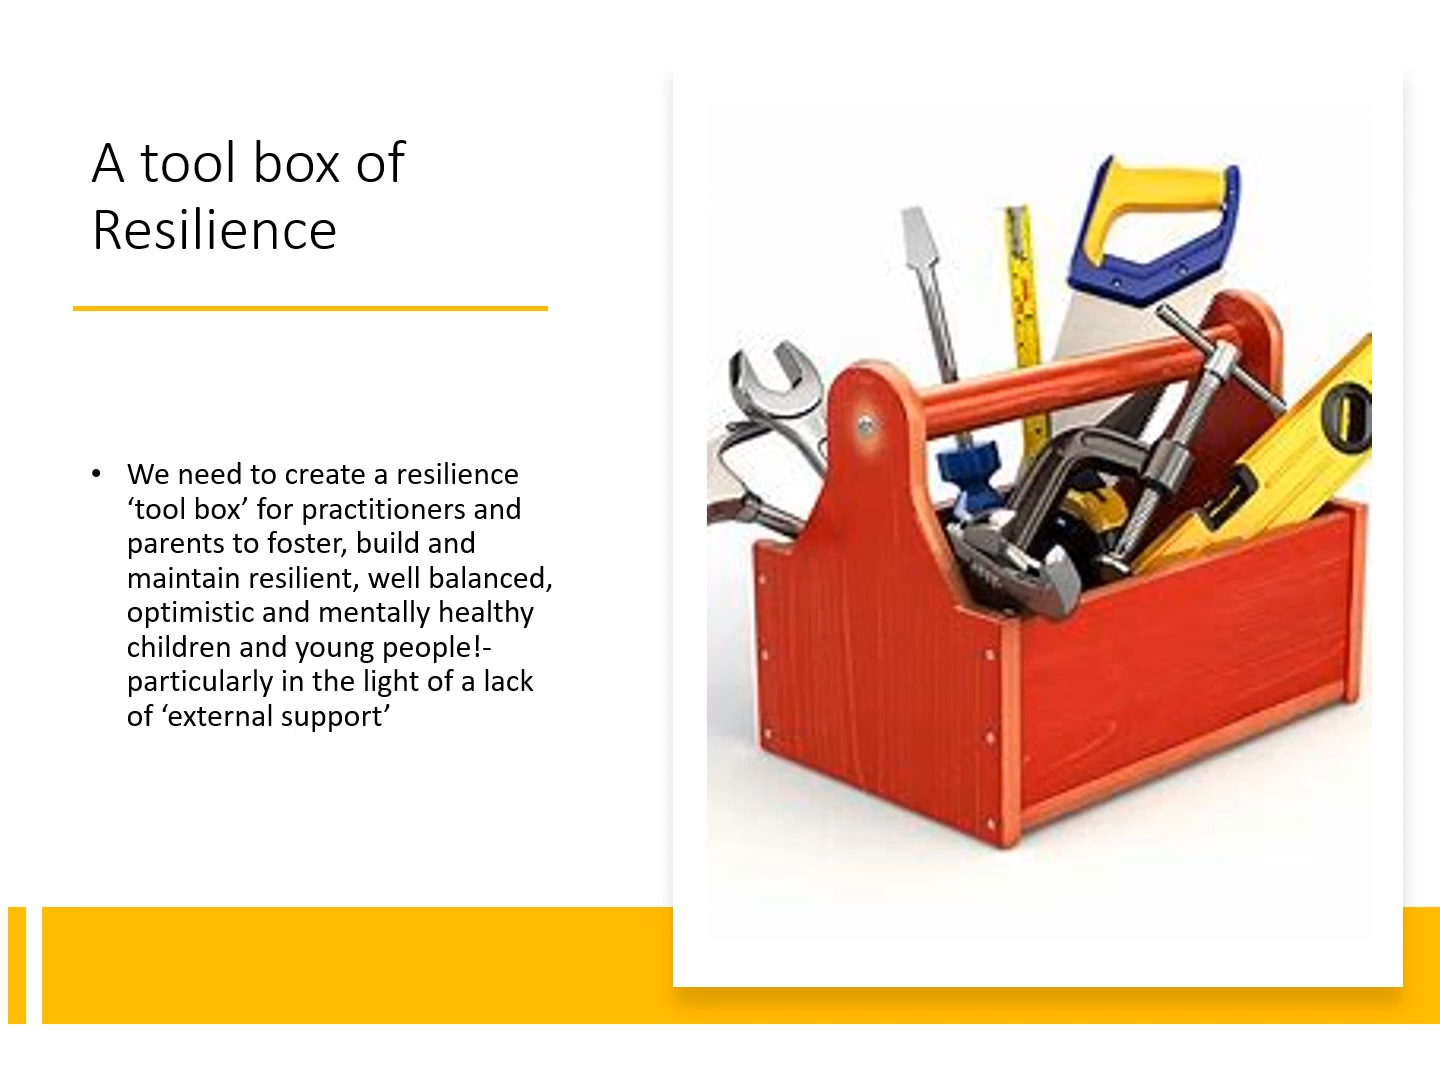 A tool box of
Resilience
• We need to create a resilience
‘tool box’ for practitioners and
parents to foster, build and
maintain resilient, well balanced,
optimistic and mentally healthy
children and young people!-
particularly in the light of a lack
of ‘external support’